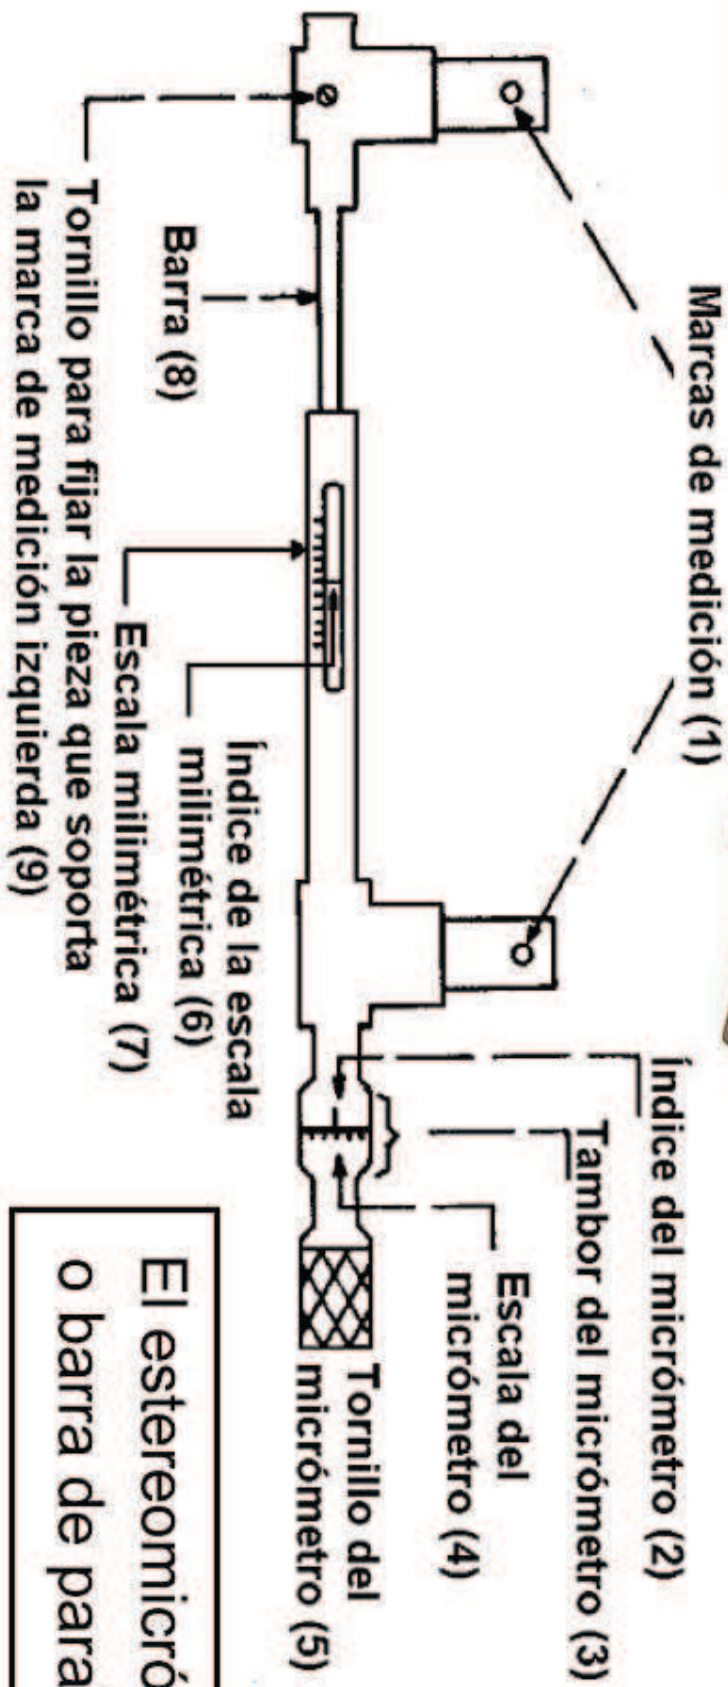 Marcas de medición (1)
Índice del micrómetro (2)
Tambor del micrómetro (3)
Escala del
micrómetro (4)
Tornillo del
micrómetro (5)
Índice de la escala
milimétrica (6)
Escala milimétrica (7)
Barra (8)
Tornillo para fijar la pieza que soporta
la marca de medición izquierda (9)
El estereomicró
o barra de para